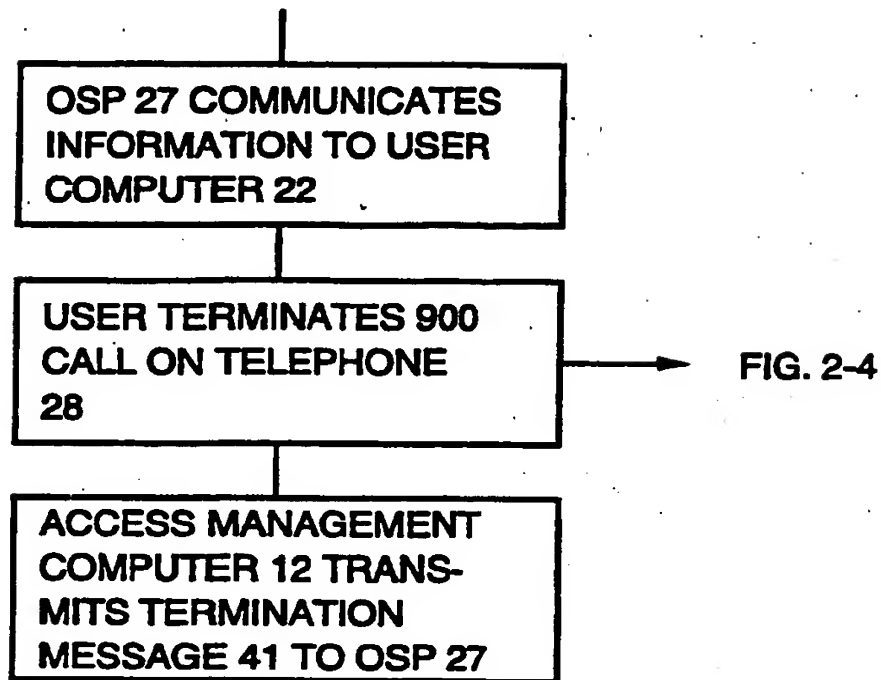 OSP 27 COMMUNICATES
INFORMATION TO USER
COMPUTER 22
USER TERMINATES 900
CALL ON TELEPHONE
28
FIG. 2-4
ACCESS MANAGEMENT
COMPUTER 12 TRANS-
MITS TERMINATION
MESSAGE 41 TO OSP 27